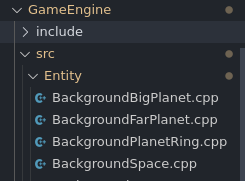 GameEngine
include
src
Entity
BackgroundBigPlanet.cpp
BackgroundFarPlanet.cpp
BackgroundPlanetRing.cpp
BackgroundSpace.cpp